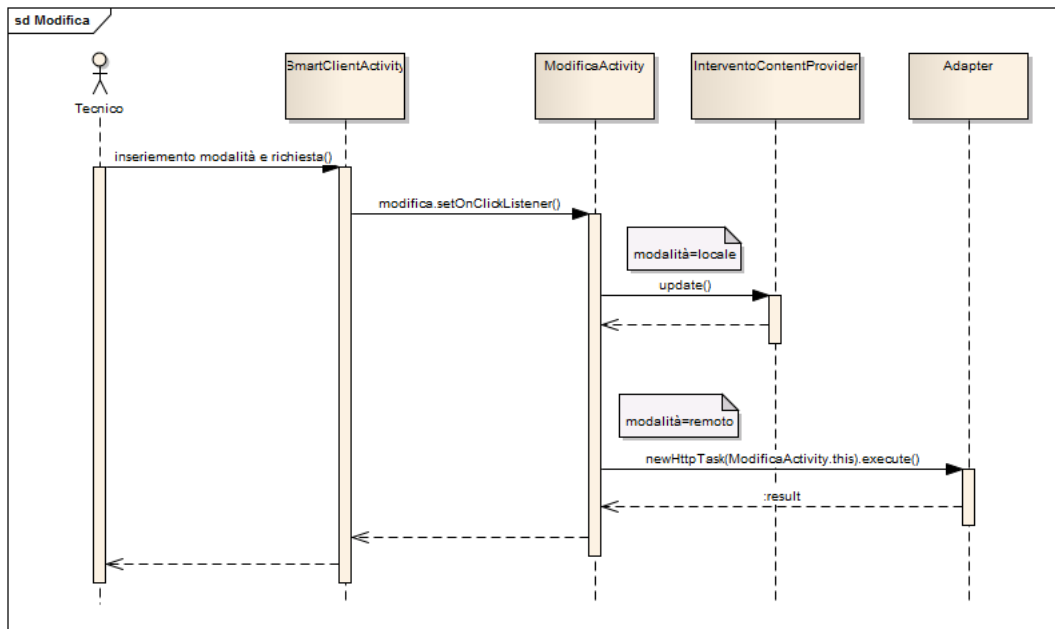 sd Modifica
SmartClientActivity
ModificaActivity
InterventoContentProvider
Adapter
Tecnico
inseriemento modalità e richiesta()
modifica.setOnClickListener()
modalità=locale
update()
modalità=remoto
newHttpTask(ModificaActivity.this).execute()
:result